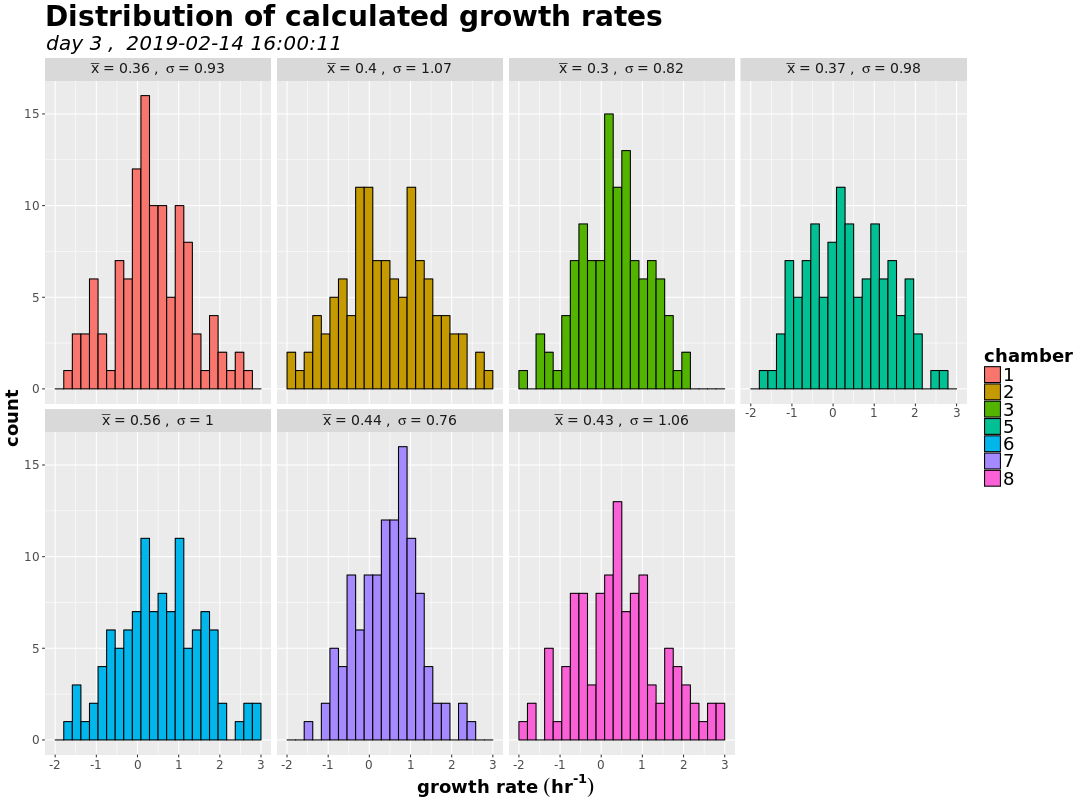 Distribution of calculated growth rates
day 3 , 2019-02-14 16:00:11
x̅ = 0.36 , σ = 0.93
x̅ = 0.4 , σ = 1.07
x̅ = 0.3 , σ = 0.82
x̅ = 0.37 , σ = 0.98
15
10
5
0
-2 -1 0 1 2 3
x̅ = 0.56 , σ = 1
x̅ = 0.44 , σ = 0.76
x̅ = 0.43 , σ = 1.06
15
10
5
0
-2 -1 0 1 2 3
-2 -1 0 1 2 3
-2 -1 0 1 2 3
count
growth rate (hr⁻¹)
chamber
1
2
3
5
6
7
8